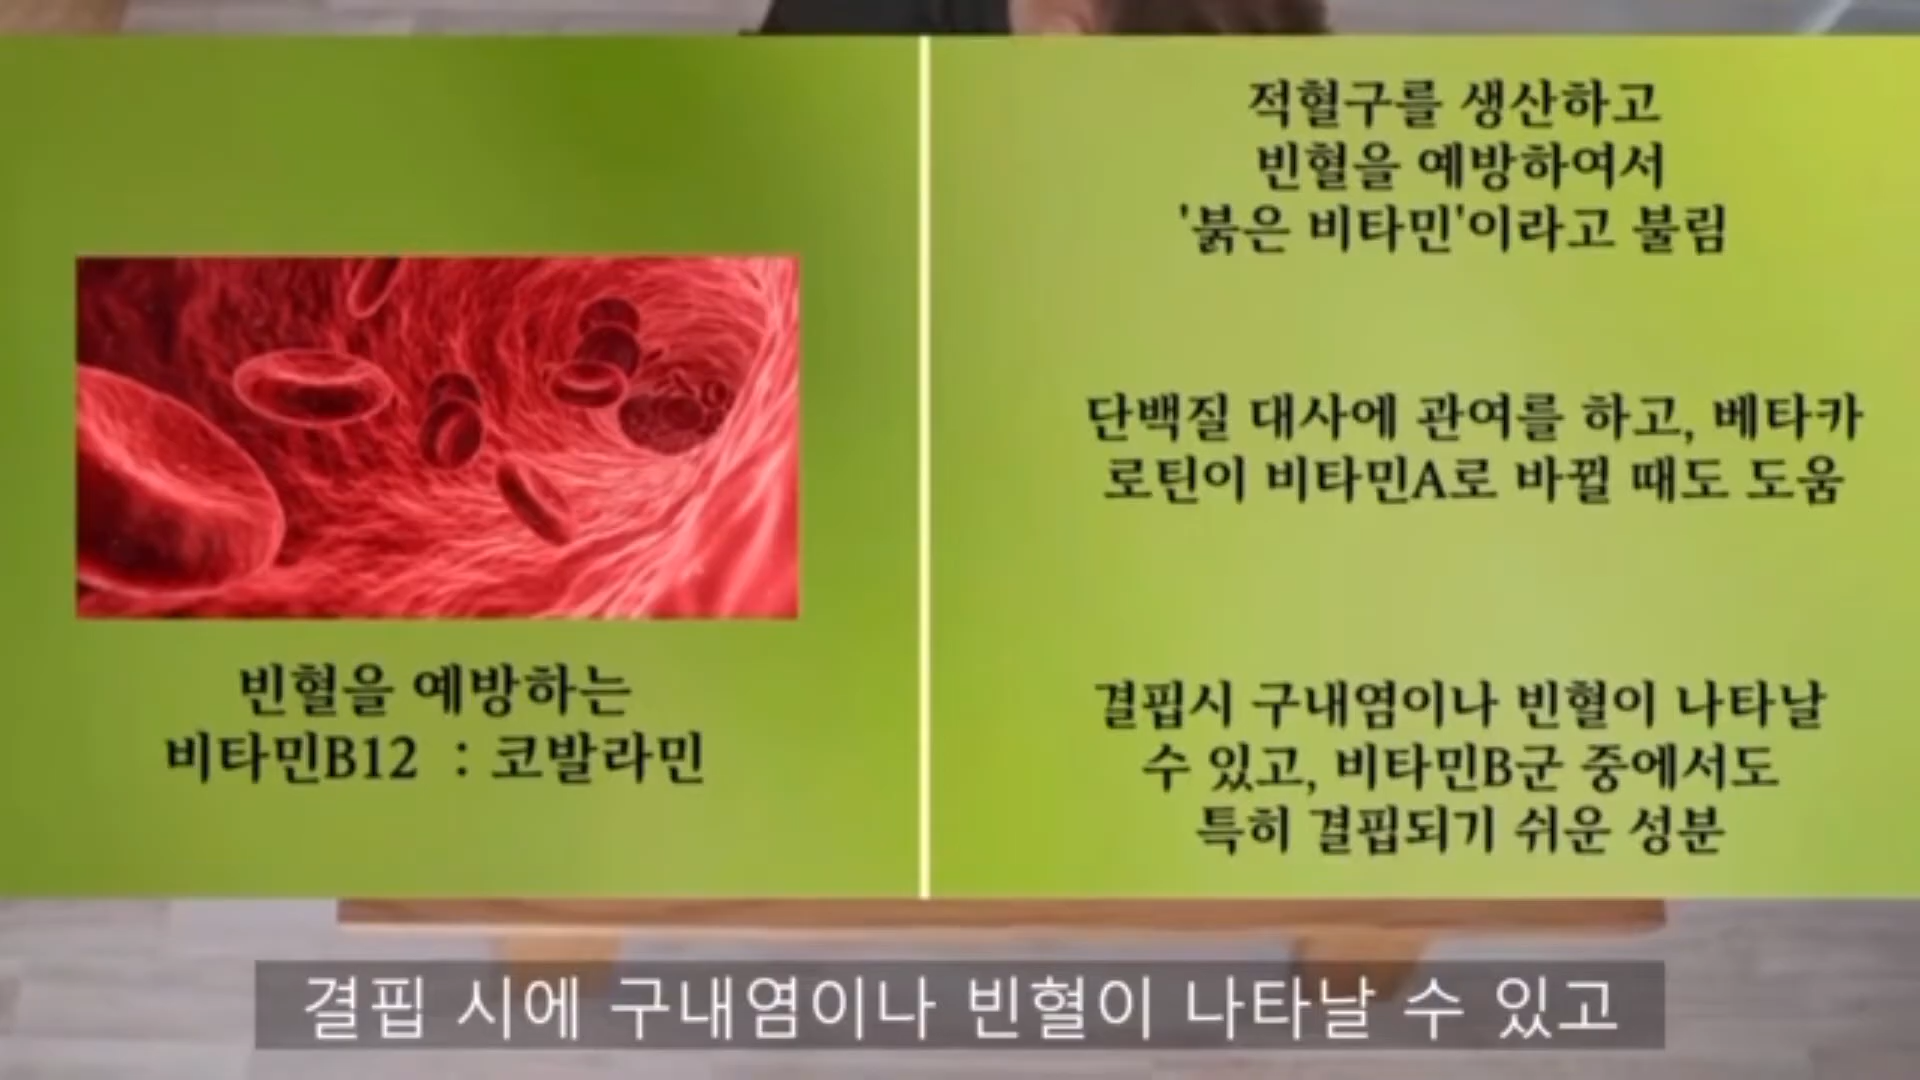 빈혈을 예방하는
비타민B12 : 코발라민
적혈구를 생산하고
빈혈을 예방하여서
'붉은 비타민'이라고 불림
단백질 대사에 관여를 하고, 베타카
로틴이 비타민A로 바뀔 때도 도움
결핍시 구내염이나 빈혈이 나타날
수 있고, 비타민B군 중에서도
특히 결핍되기 쉬운 성분
결핍 시에 구내염이나 빈혈이 나타날 수 있고